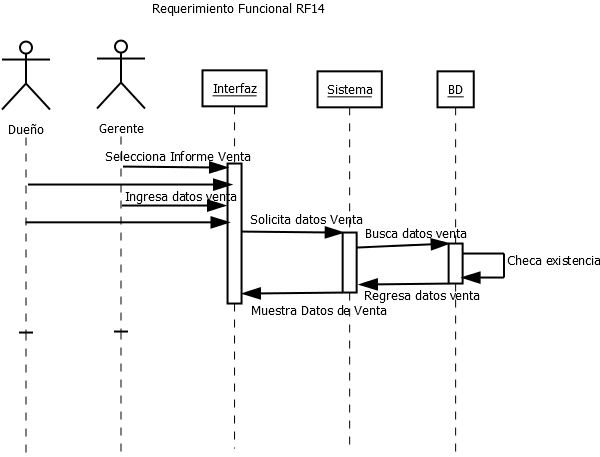 Requerimiento Funcional RF14
Interfaz
Sistema
BD
Dueño
Gerente
Selecciona Informe Venta
Ingresa datos venta
Solicita datos Venta
Busca datos venta
Checa existencia
Regresa datos venta
Muestra Datos de Venta